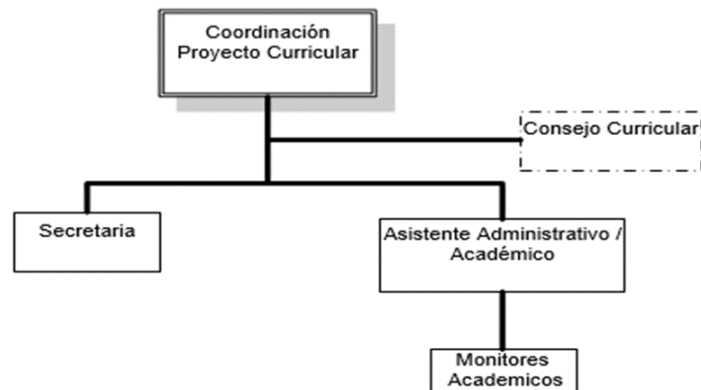 Coordinación
Proyecto Curricular
Consejo Curricular
Secretaria
Asistente Administrativo /
Académico
Monitores
Academicos